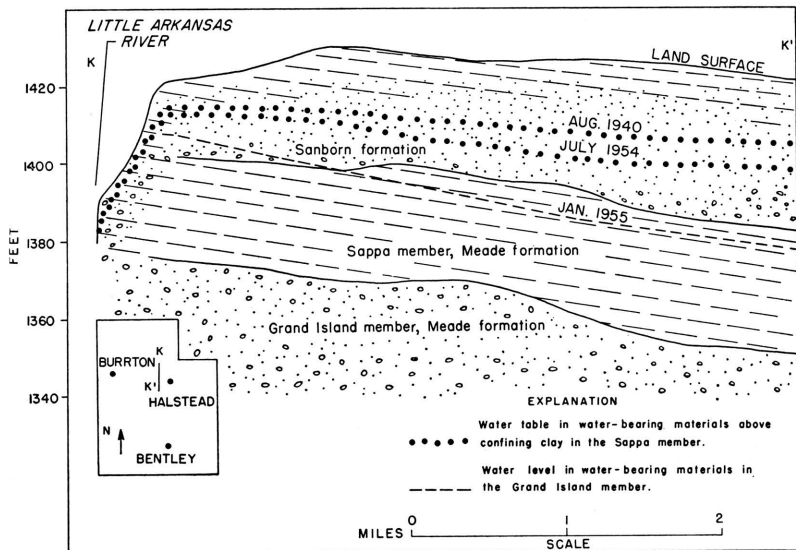 LITTLE ARKANSAS
RIVER
K
K'
LAND SURFACE
1420
1410
1400
1380
1360
1340
FEET
AUG. 1940
JULY 1954
Sanborn formation
JAN. 1955
Sappa member, Meade formation
Grand Island member, Meade formation
BURRTON
K
K'
HALSTEAD
N
BENTLEY
EXPLANATION
Water table in water-bearing materials above
confining clay in the Sappa member.
Water level in water-bearing materials in
the Grand Island member.
0
1
2
MILES
SCALE